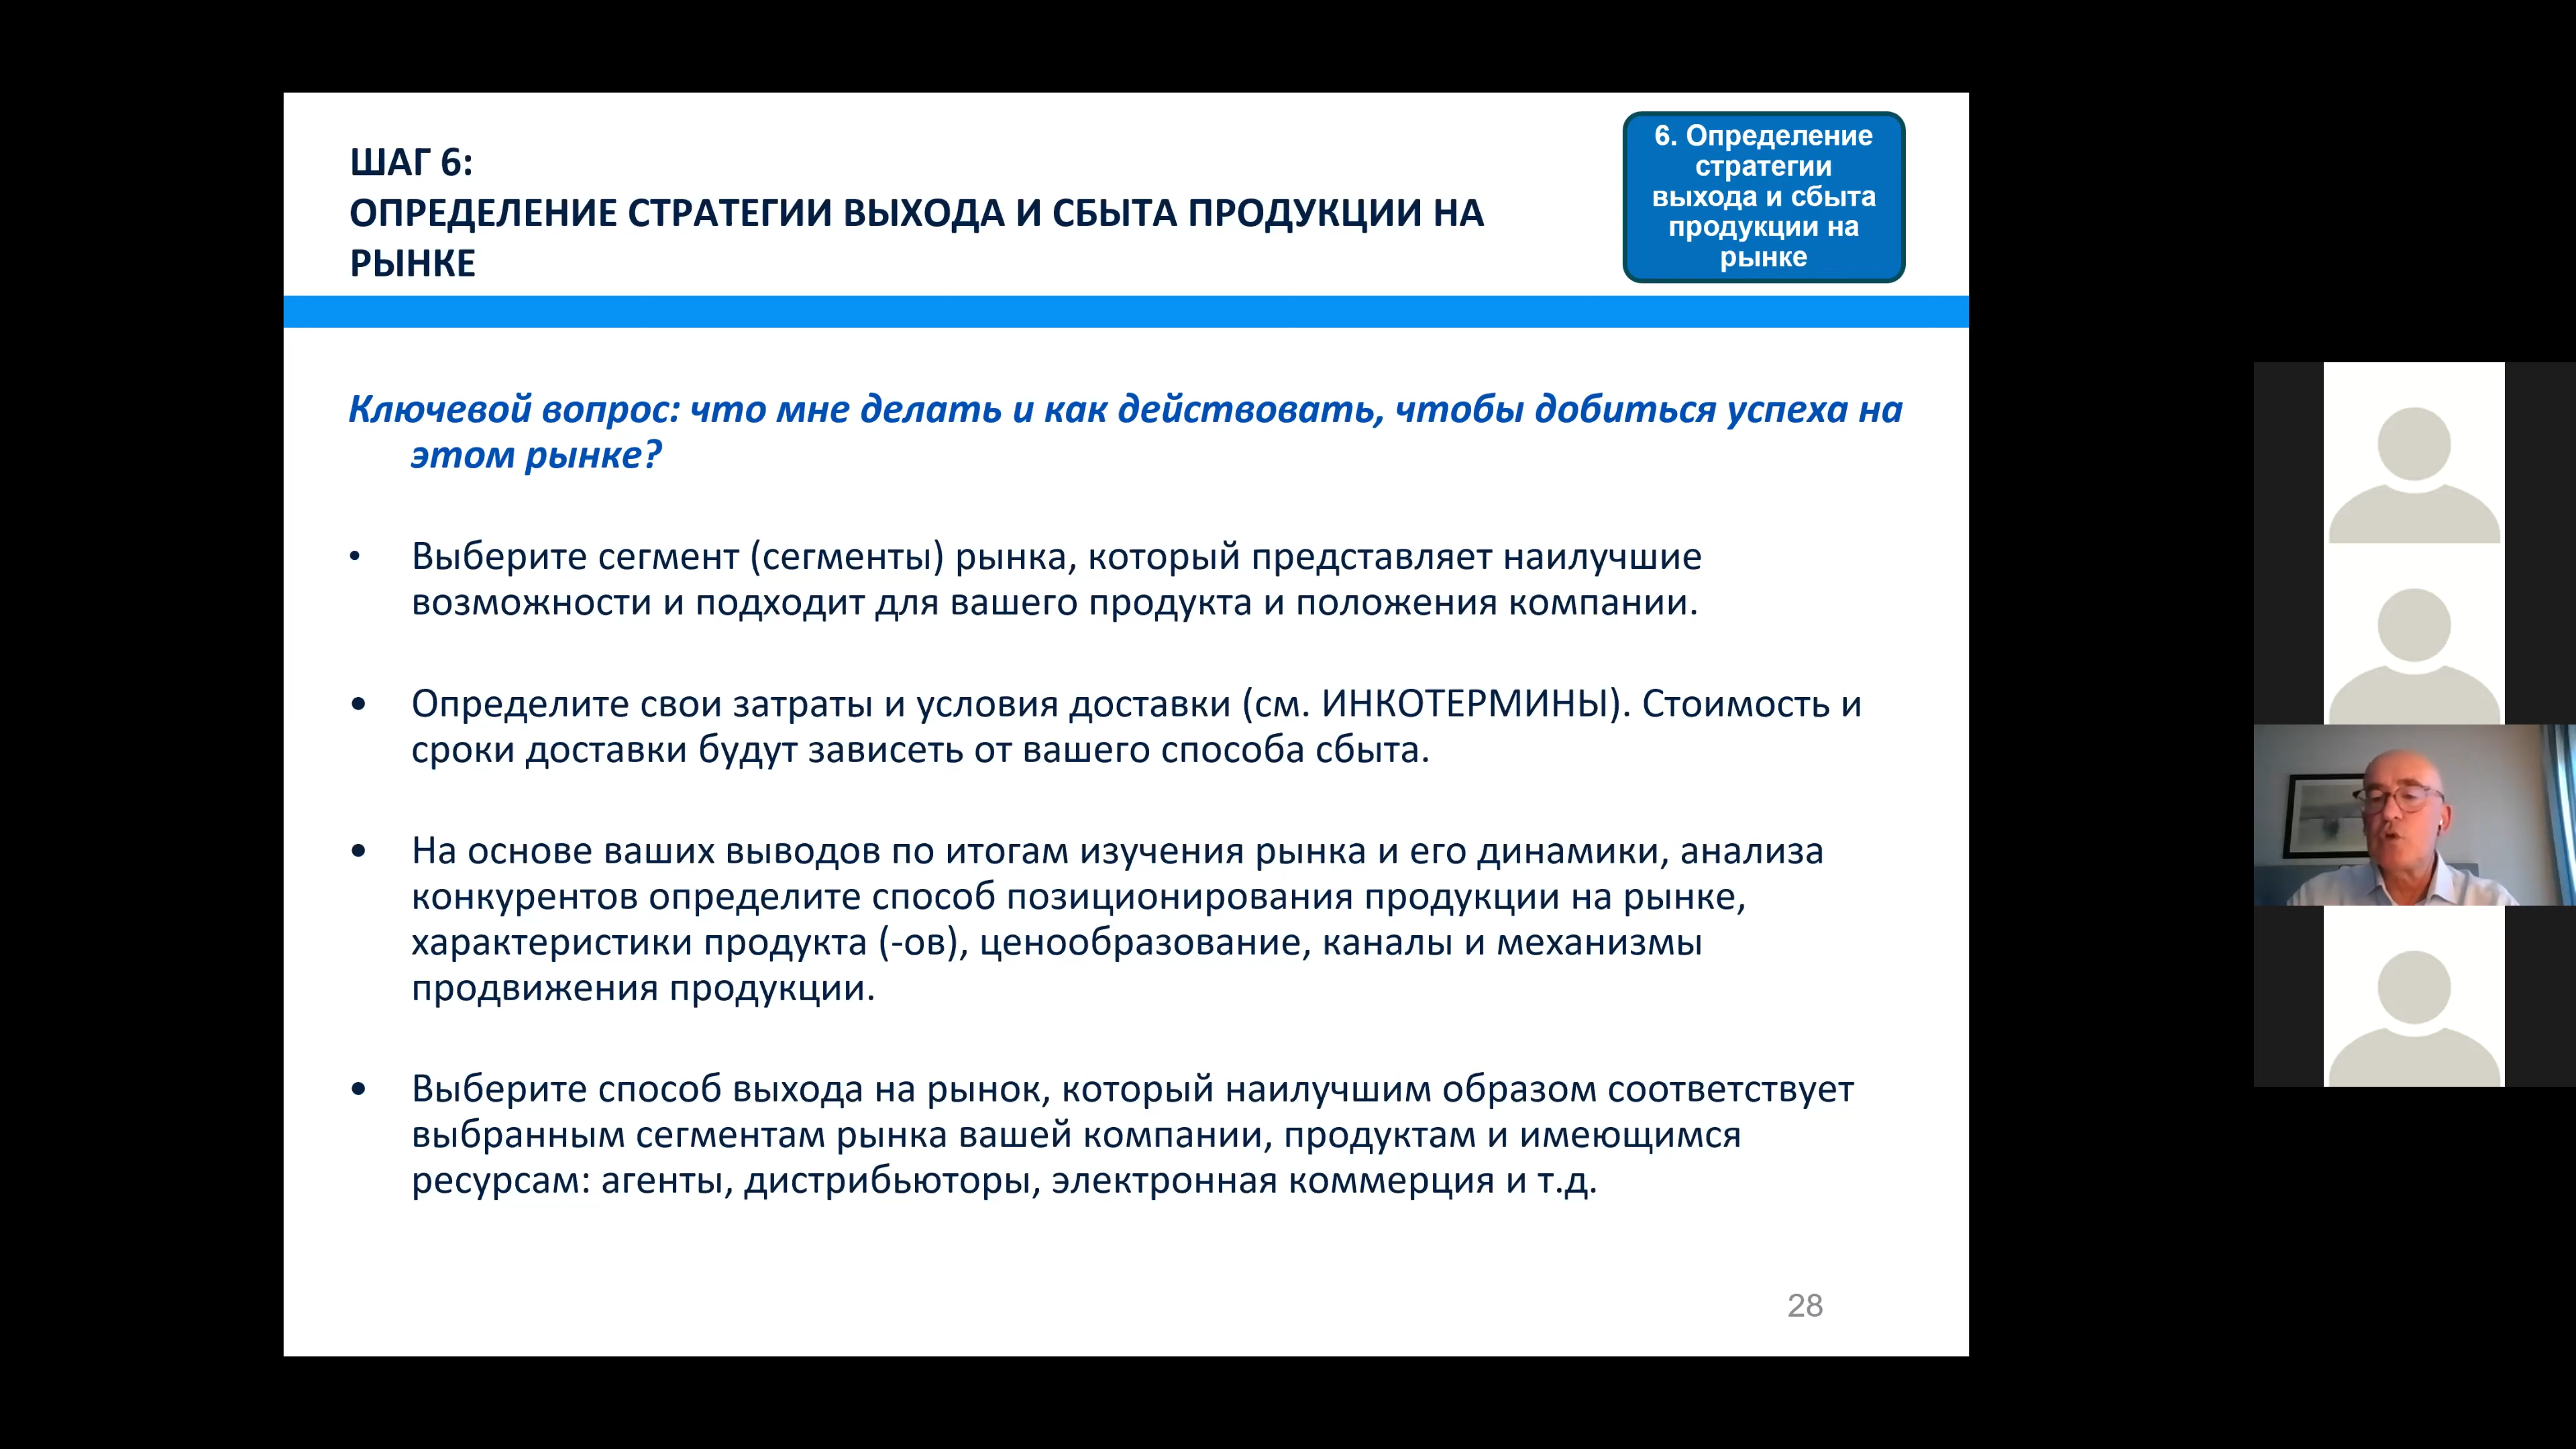 ШАГ 6:
ОПРЕДЕЛЕНИЕ СТРАТЕГИИ ВЫХОДА И СБЫТА ПРОДУКЦИИ НА
РЫНКЕ
6. Определение
стратегии
выхода и сбыта
продукции на
рынке
Ключевой вопрос: что мне делать и как действовать, чтобы добиться успеха на
этом рынке?
• Выберите сегмент (сегменты) рынка, который представляет наилучшие
возможности и подходит для вашего продукта и положения компании.
• Определите свои затраты и условия доставки (см. ИНКОТЕРМИНЫ). Стоимость и
сроки доставки будут зависеть от вашего способа сбыта.
• На основе ваших выводов по итогам изучения рынка и его динамики, анализа
конкурентов определите способ позиционирования продукции на рынке,
характеристики продукта (-ов), ценообразование, каналы и механизмы
продвижения продукции.
• Выберите способ выхода на рынок, который наилучшим образом соответствует
выбранным сегментам рынка вашей компании, продуктам и имеющимся
ресурсам: агенты, дистрибьюторы, электронная коммерция и т.д.
28